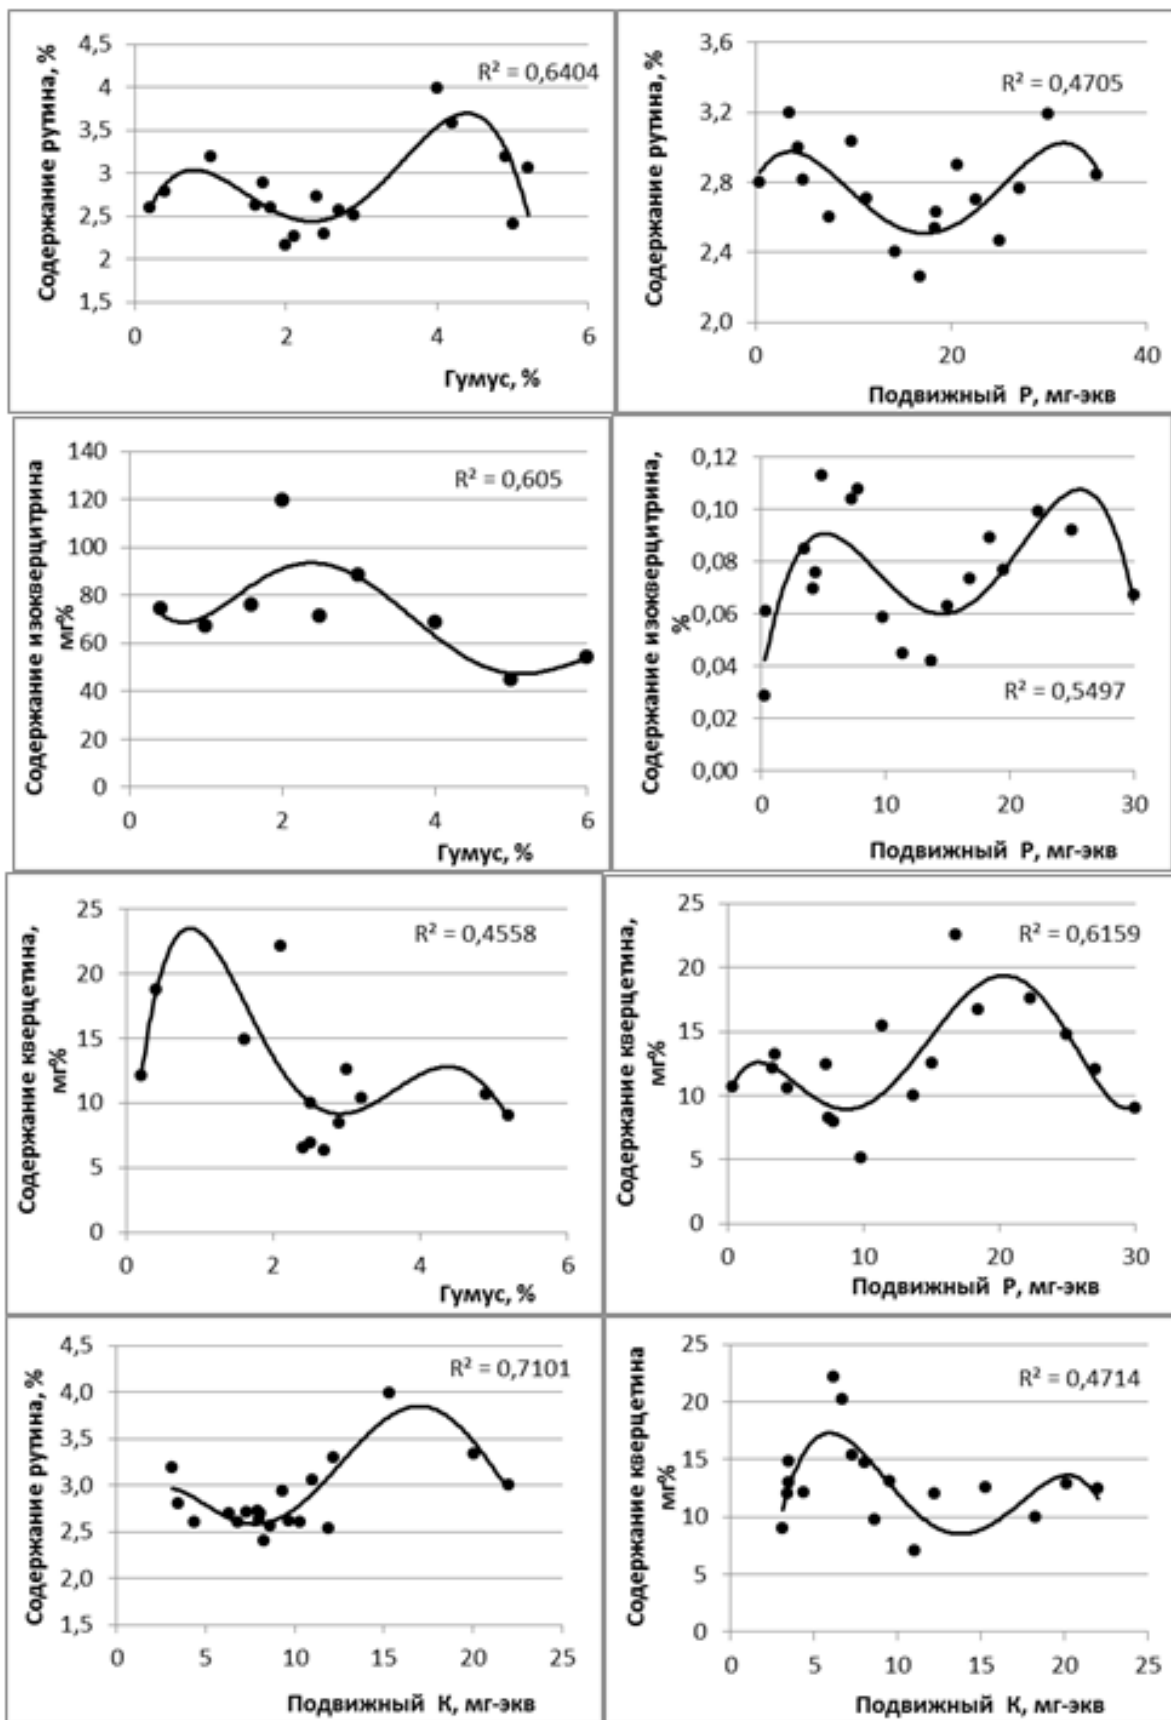 Содержание рутина, %
4,5
4
3,5
3
2,5
2
1,5
R² = 0,6404
0 2 4 6
Гумус, %
Содержание рутина, %
3,6
3,2
2,8
2,4
2,0
R² = 0,4705
0 20 40
Подвижный Р, мг-экв
Содержание изокверцитрина
мг%
140
120
100
80
60
40
20
0
R² = 0,605
0 2 4 6
Гумус, %
Содержание изокверцитрина,
%
0,12
0,10
0,08
0,06
0,04
0,02
0,00
R² = 0,5497
0 10 20 30
Подвижный Р, мг-экв
Содержание кверцетина,
мг%
25
20
15
10
5
0
R² = 0,4558
0 2 4 6
Гумус, %
Содержание кверцетина,
мг%
25
20
15
10
5
0
R² = 0,6159
0 10 20 30
Подвижный Р, мг-экв
Содержание рутина, %
4,5
4,0
3,5
3,0
2,5
2,0
1,5
R² = 0,7101
0 5 10 15 20 25
Подвижный К, мг-экв
Содержание кверцетина
мг%
25
20
15
10
5
0
R² = 0,4714
0 5 10 15 20 25
Подвижный К, мг-экв